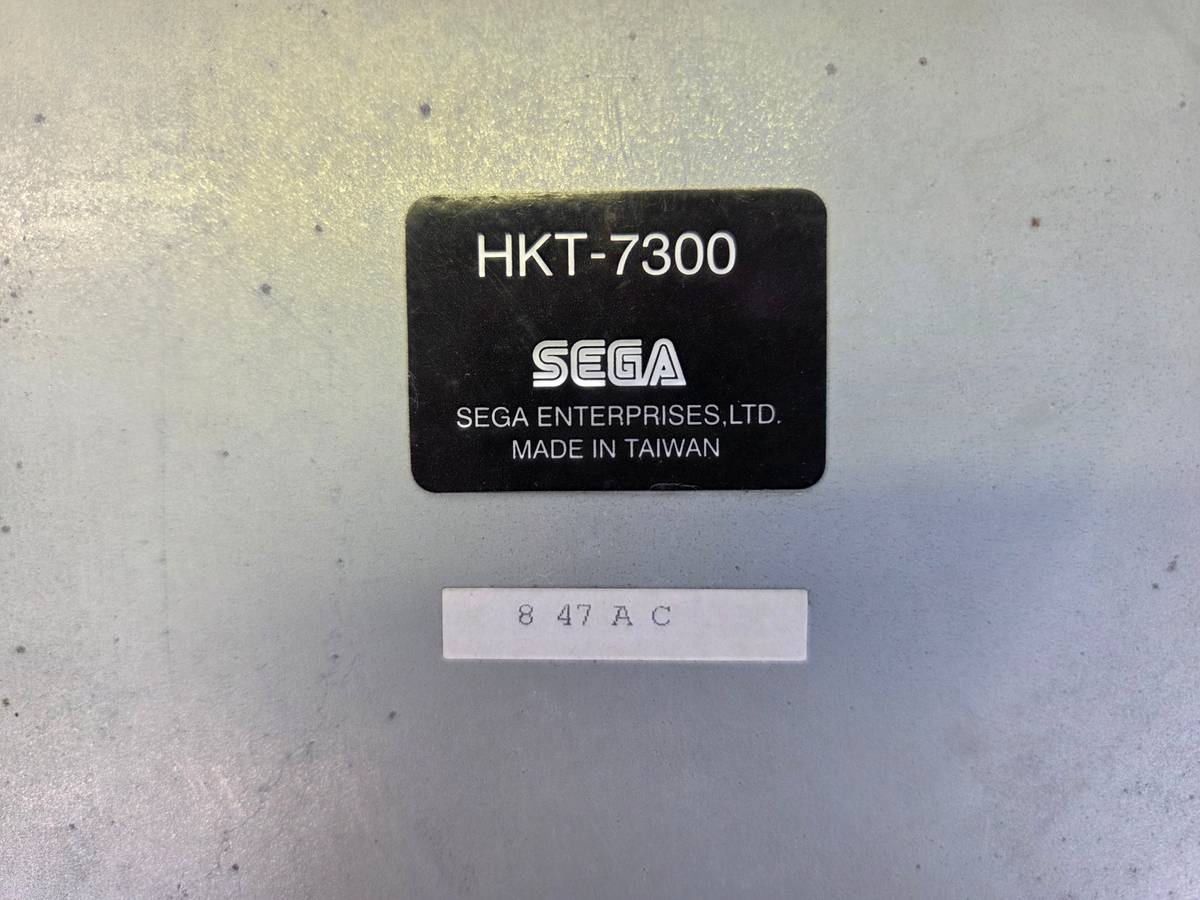 HKT-7300
SEGA
SEGA ENTERPRISES,LTD.
MADE IN TAIWAN
8 47 A C